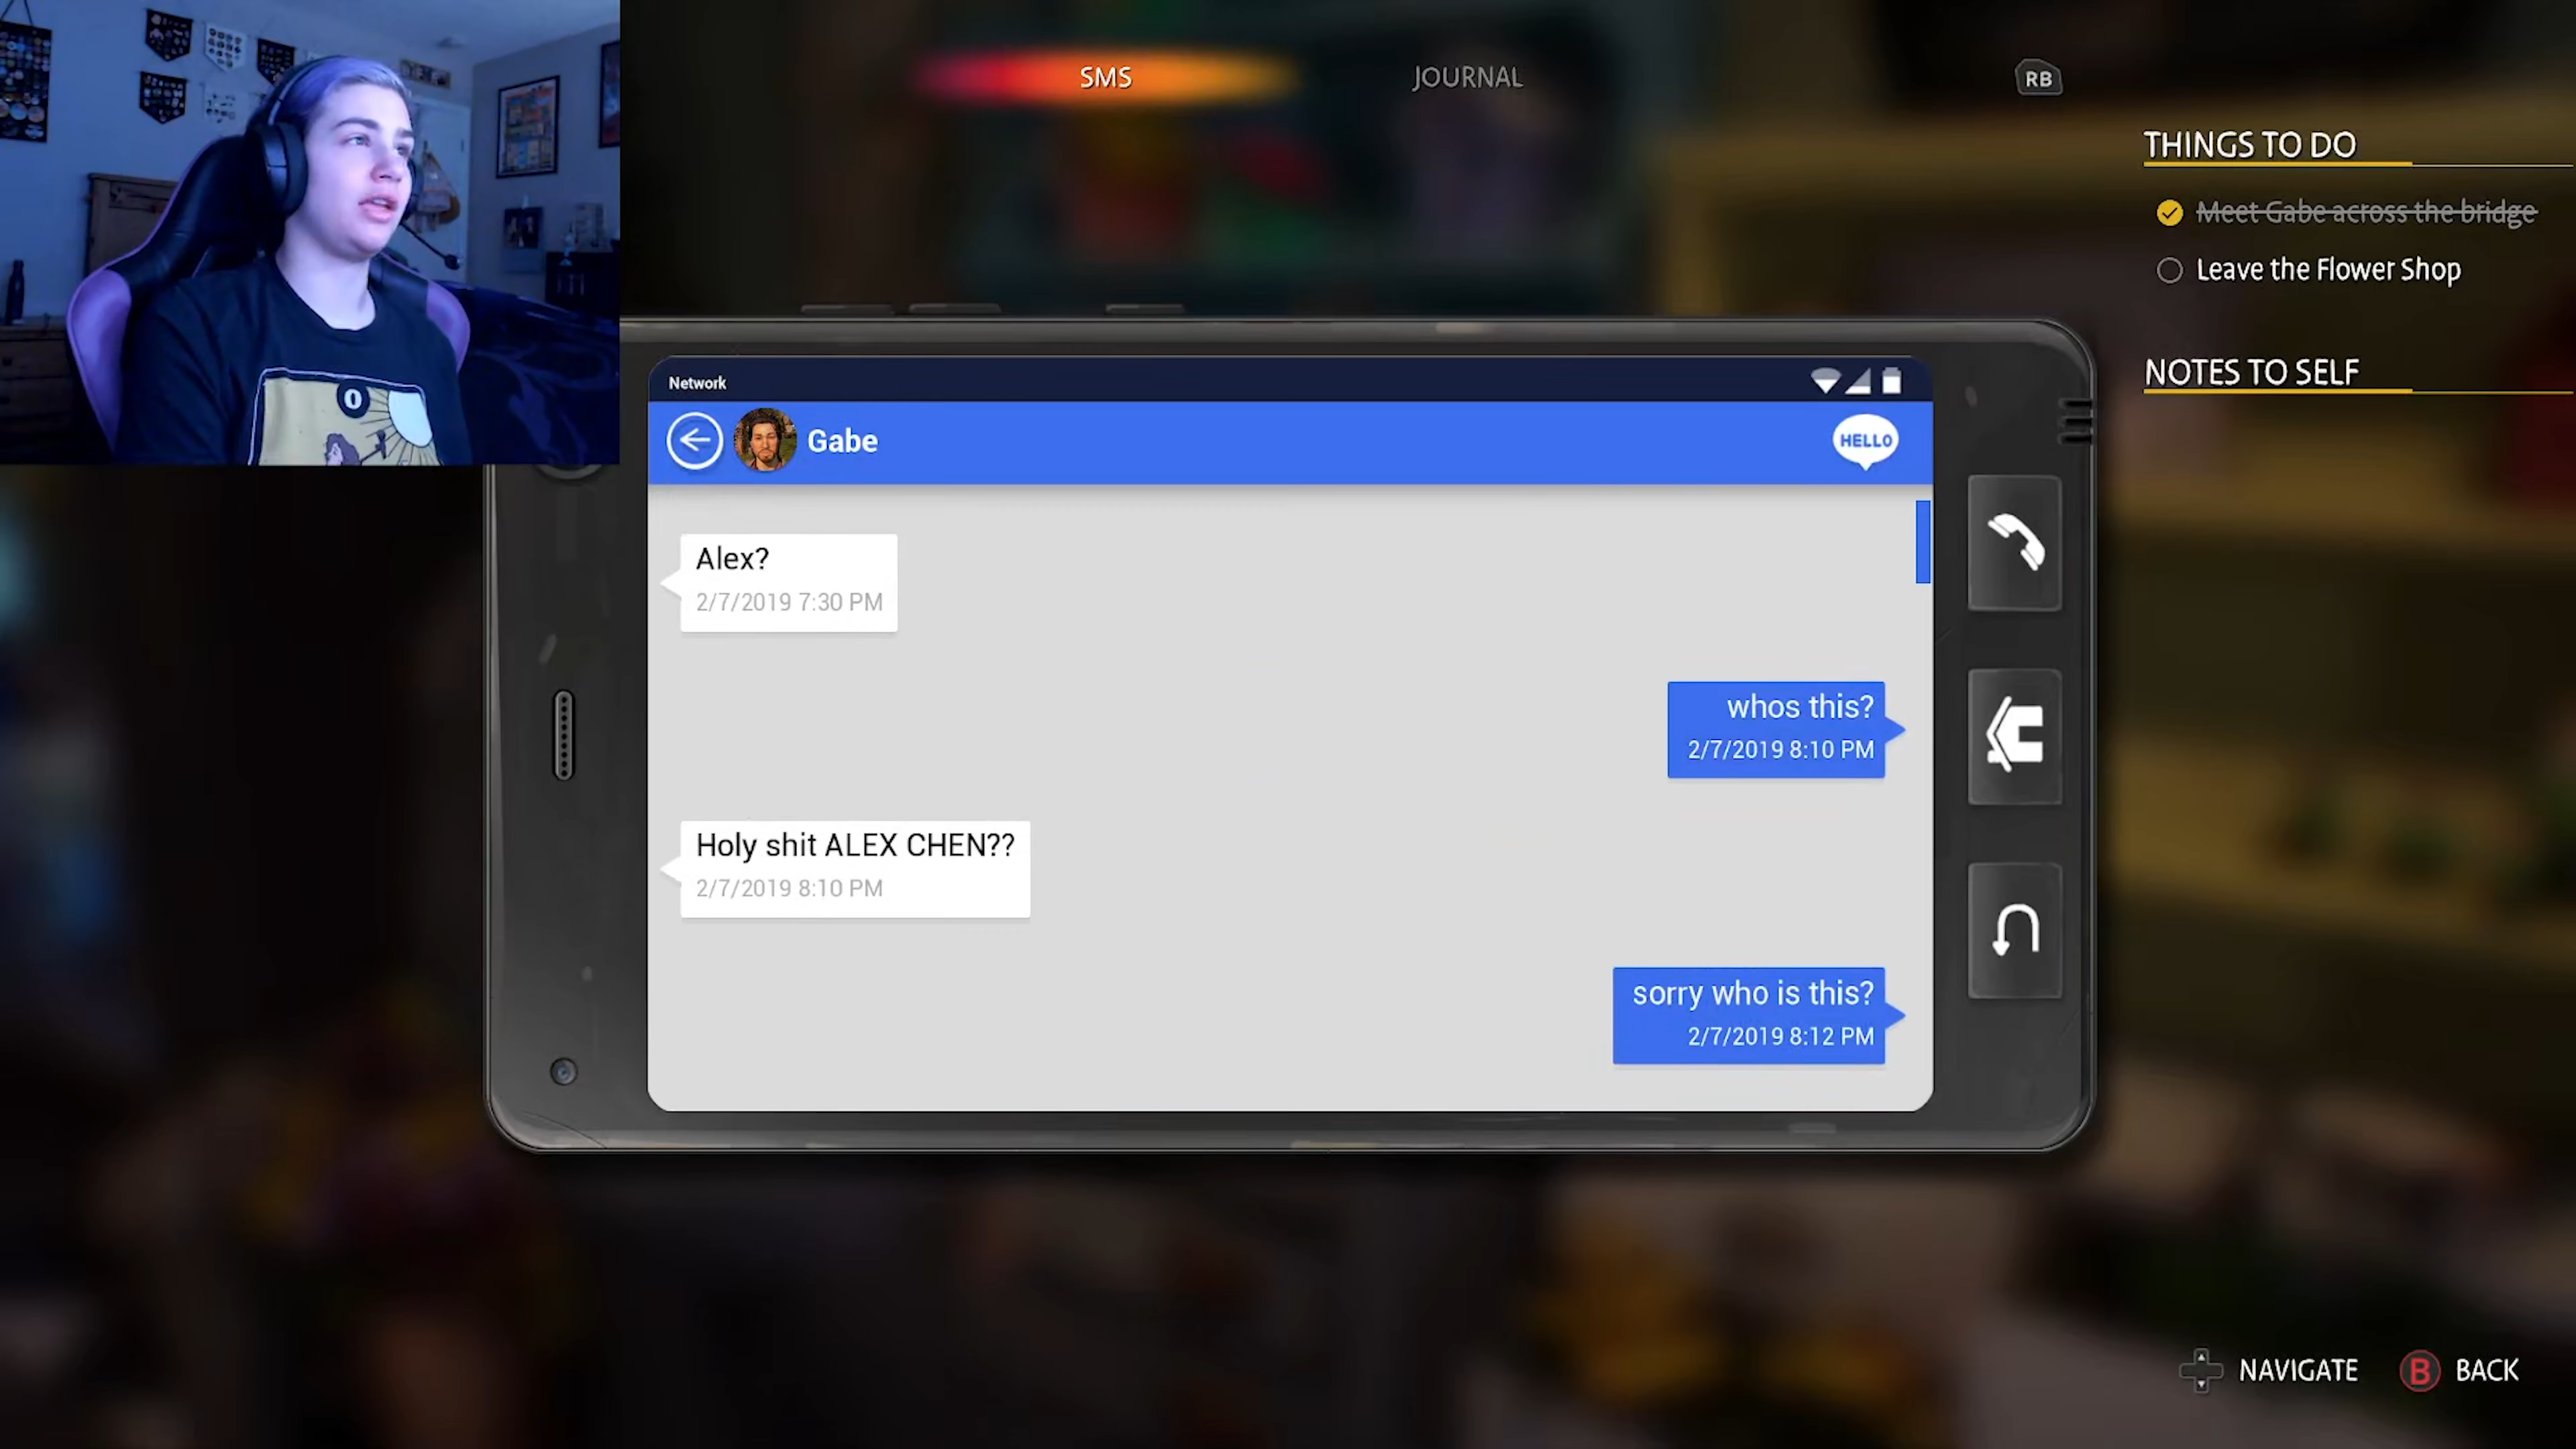 SMS
JOURNAL
RB
THINGS TO DO
Meet Gabe across the bridge
Leave the Flower Shop
NOTES TO SELF
Network
Gabe
HELLO
Alex?
2/7/2019 7:30 PM
whos this?
2/7/2019 8:10 PM
Holy shit ALEX CHEN??
2/7/2019 8:10 PM
sorry who is this?
2/7/2019 8:12 PM
NAVIGATE
B BACK
0